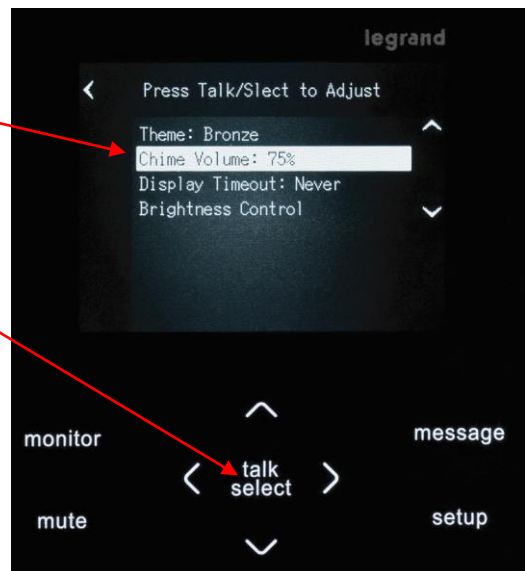 legrand
Press Talk/Slect to Adjust
Theme: Bronze
Chime Volume: 75%
Display Timeout: Never
Brightness Control
monitor
message
talk
select
mute
setup